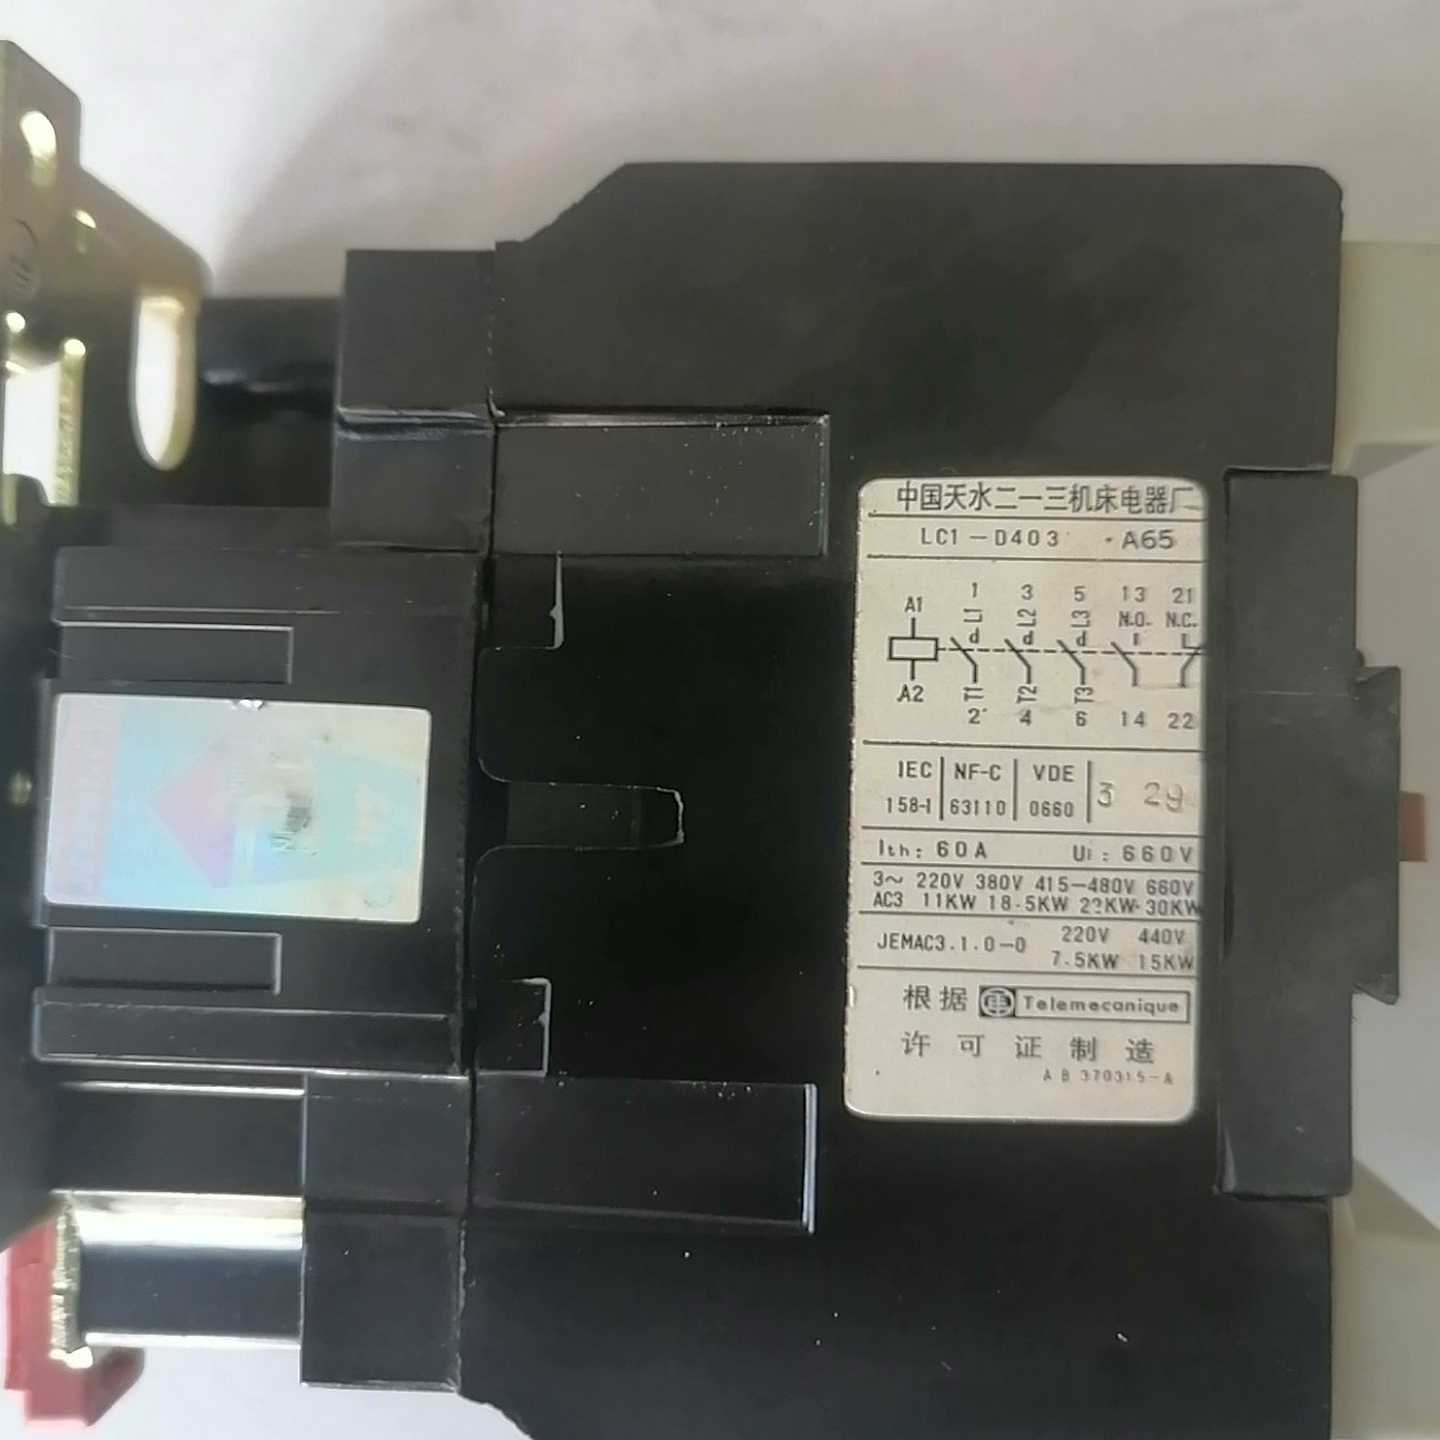 中国天水二一三机床电器厂
LC1-D403 ·A65
1 3 5 13 21
A1 L1 L2 L3 N.O. N.C.
d d d
A2 T1 T2 T3
2 4 6 14 22
IEC NF-C VDE
158-1 63110 0660 3 29
Ith: 60A Ui: 660V
3~ 220V 380V 415-480V 660V
AC3 11KW 18.5KW 22KW 30KW
JEMAC3.1.0-0 220V 440V
7.5KW 15KW
根据 Telemecanique
许可证制造
AB 370315-A